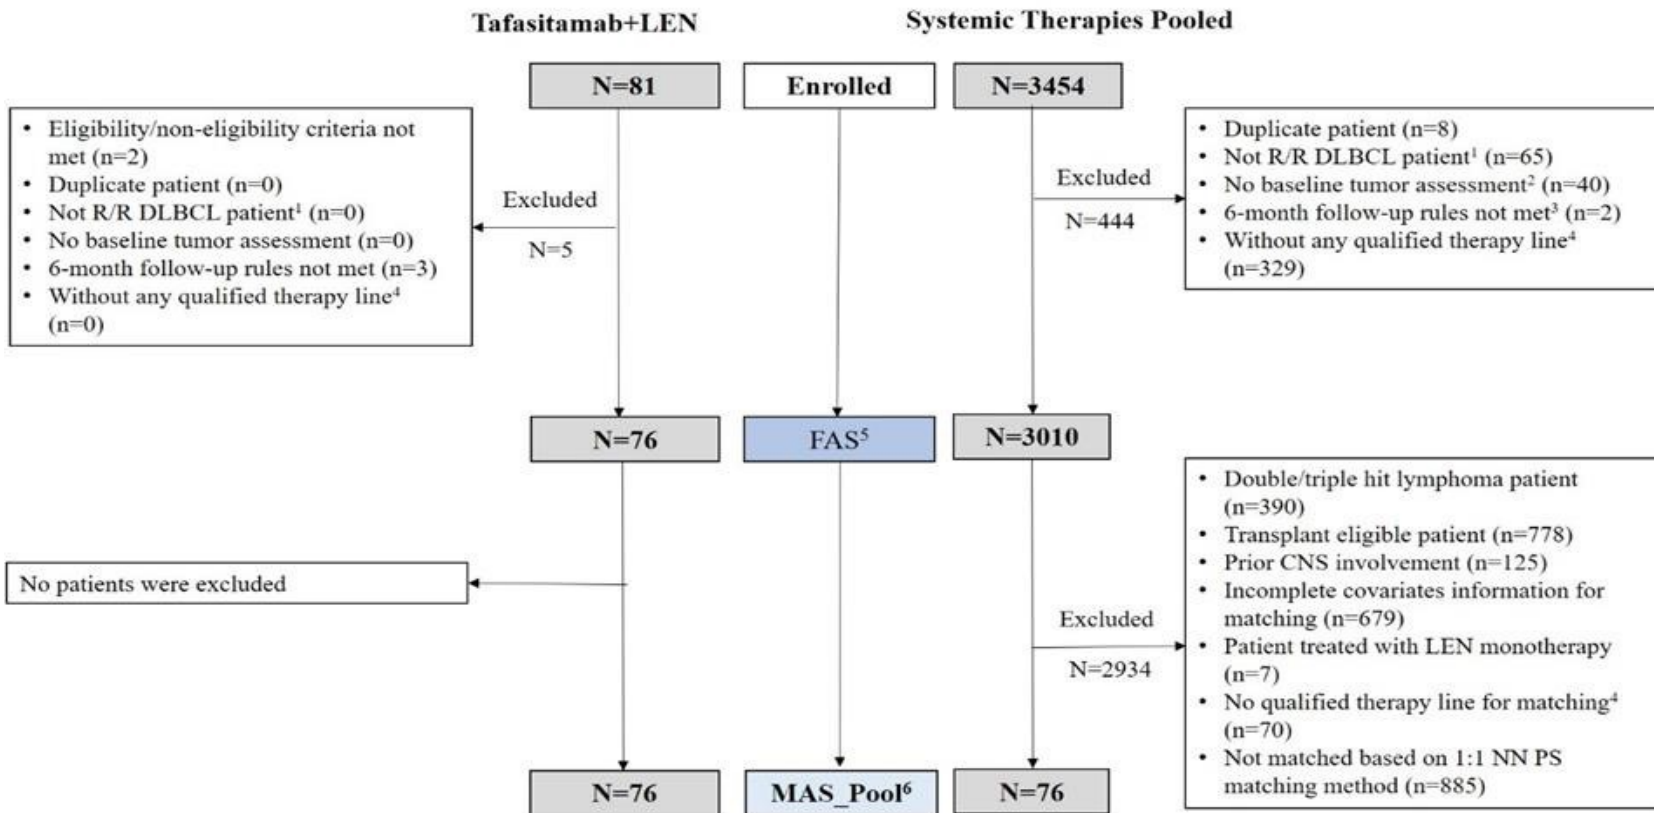 Tafasitamab+LEN
Systemic Therapies Pooled
N=81
Enrolled
N=3454
• Eligibility/non-eligibility criteria not
met (n=2)
• Duplicate patient (n=0)
• Not R/R DLBCL patient¹ (n=0)
• No baseline tumor assessment (n=0)
• 6-month follow-up rules not met (n=3)
• Without any qualified therapy line⁴
(n=0)
Excluded
N=5
Excluded
N=444
• Duplicate patient (n=8)
• Not R/R DLBCL patient¹ (n=65)
• No baseline tumor assessment² (n=40)
• 6-month follow-up rules not met³ (n=2)
• Without any qualified therapy line⁴
(n=329)
N=76
FAS⁵
N=3010
No patients were excluded
Excluded
N=2934
• Double/triple hit lymphoma patient
(n=390)
• Transplant eligible patient (n=778)
• Prior CNS involvement (n=125)
• Incomplete covariates information for
matching (n=679)
• Patient treated with LEN monotherapy
(n=7)
• No qualified therapy line for matching⁴
(n=70)
• Not matched based on 1:1 NN PS
matching method (n=885)
N=76
MAS_Pool⁶
N=76